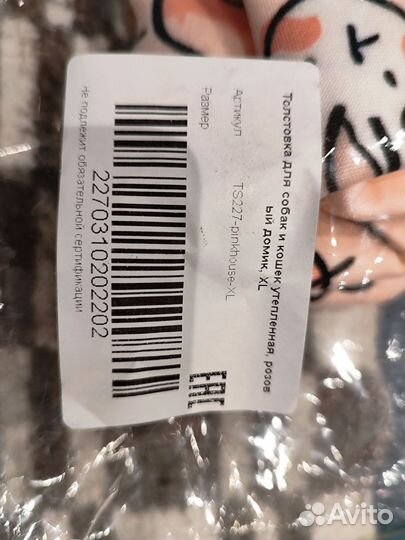 Толстовка для собак и кошек утепленная, розов
ый домик, XL
Артикул TS227-pinkhouse-XL
Размер
EAC
2270310202202
Не подлежит обязательной сертификации
Avito